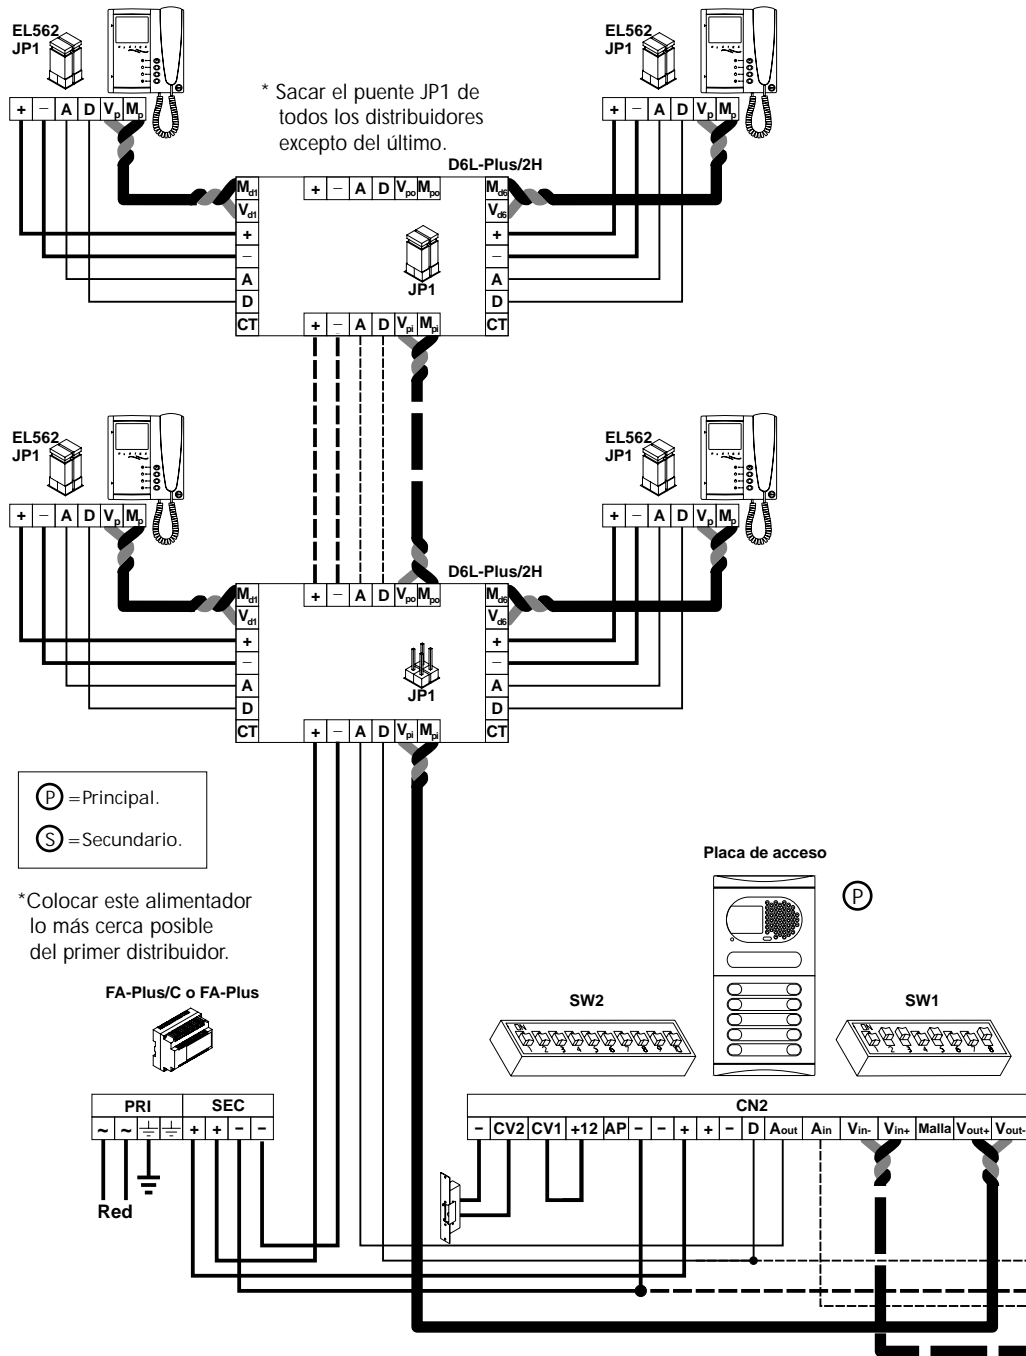 EL562
JP1
EL562
JP1
+ − A D Vp Mp
+ − A D Vp Mp
* Sacar el puente JP1 de
todos los distribuidores
excepto del último.
D6L-Plus/2H
Md1
Vd1
+
−
A
D
CT
+ − A D Vpo Mpo
JP1
+ − A D Vpi Mpi
Md6
Vd6
+
−
A
D
CT
EL562
JP1
EL562
JP1
+ − A D Vp Mp
+ − A D Vp Mp
D6L-Plus/2H
Md1
Vd1
+
−
A
D
CT
+ − A D Vpo Mpo
JP1
+ − A D Vpi Mpi
Md6
Vd6
+
−
A
D
CT
P =Principal.
S =Secundario.
*Colocar este alimentador
lo más cerca posible
del primer distribuidor.
Placa de acceso
P
FA-Plus/C o FA-Plus
SW2
SW1
PRI SEC
~ ~ + + − −
Red
CN2
− CV2 CV1 +12 AP − − + + − D Aout Ain Vin- Vin+ Malla Vout+ Vout-